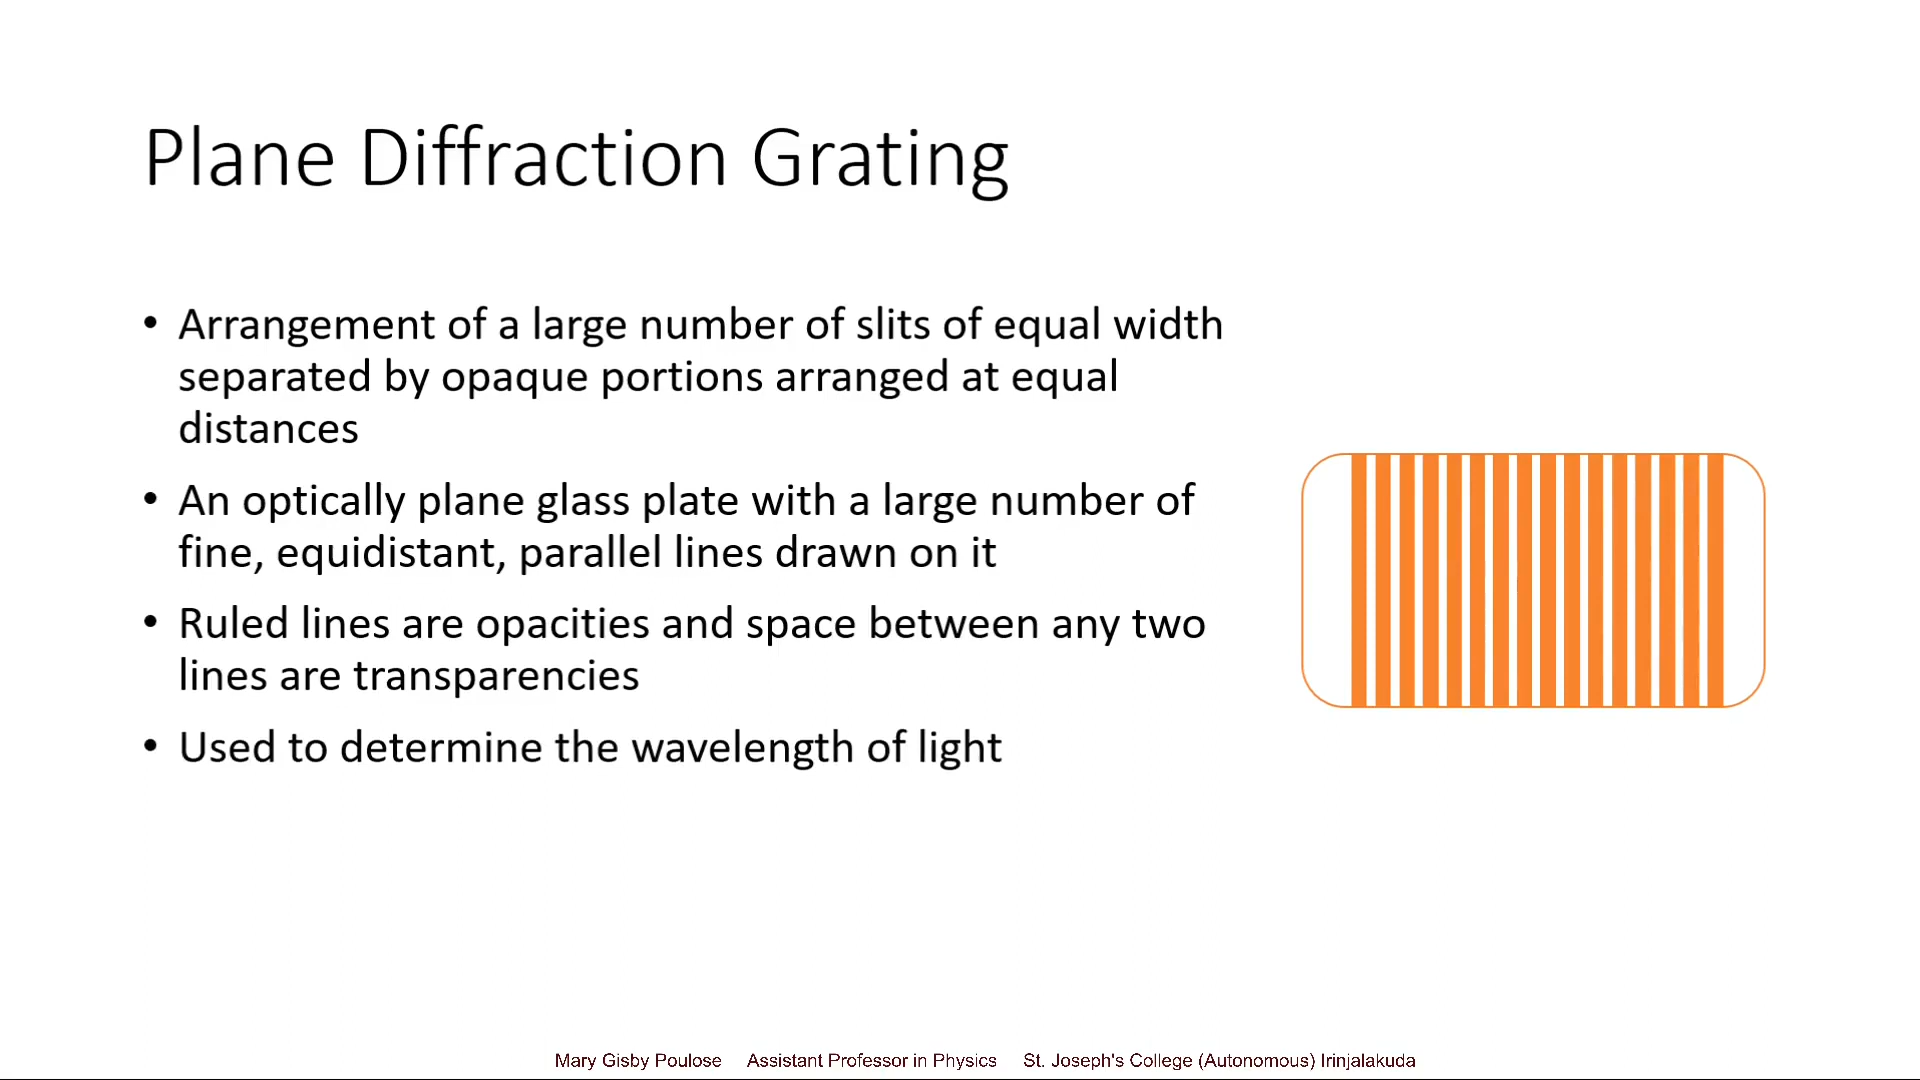 Plane Diffraction Grating
• Arrangement of a large number of slits of equal width
separated by opaque portions arranged at equal
distances
• An optically plane glass plate with a large number of
fine, equidistant, parallel lines drawn on it
• Ruled lines are opacities and space between any two
lines are transparencies
• Used to determine the wavelength of light
Mary Gisby Poulose Assistant Professor in Physics St. Joseph's College (Autonomous) Irinjalakuda